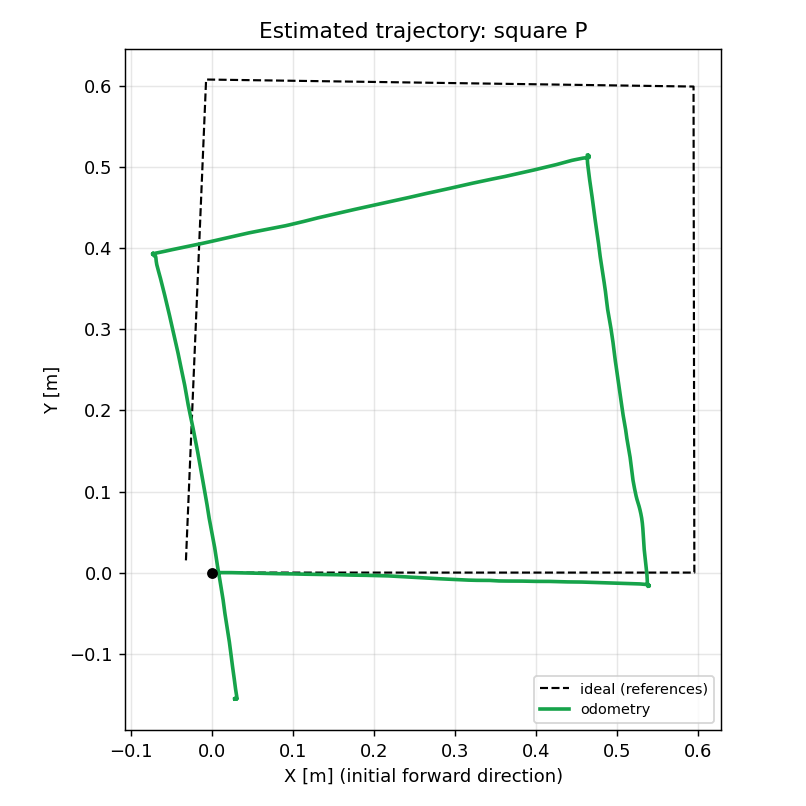 Estimated trajectory: square P
Y [m]
0.6
0.5
0.4
0.3
0.2
0.1
0.0
−0.1
−0.1 0.0 0.1 0.2 0.3 0.4 0.5 0.6
X [m] (initial forward direction)
ideal (references)
odometry